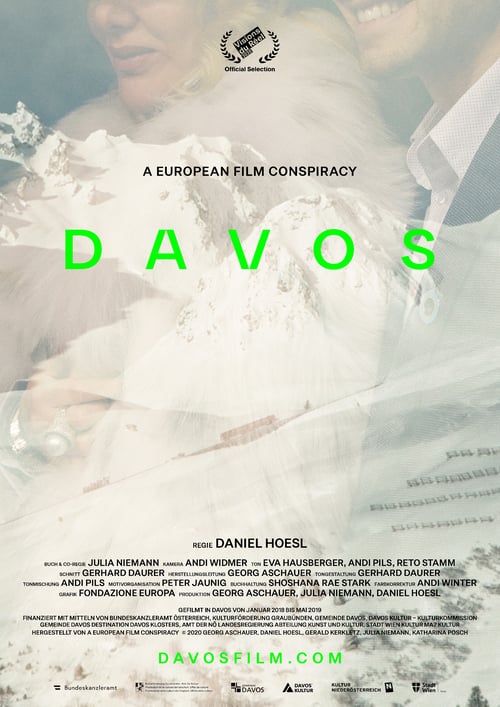 Visions
du Réel
Official Selection
A EUROPEAN FILM CONSPIRACY
DAVOS
REGIE DANIEL HOESL
BUCH & CO-REGIE JULIA NIEMANN KAMERA ANDI WIDMER TON EVA HAUSBERGER, ANDI PILS, RETO STAMM
SCHNITT GERHARD DAURER HERSTELLUNGSLEITUNG GEORG ASCHAUER TONGESTALTUNG GERHARD DAURER
TONMISCHUNG ANDI PILS MOTIVORGANISATION PETER JAUNIG BUCHHALTUNG SHOSHANA RAE STARK FARBKORREKTUR ANDI WINTER
GRAFIK FONDAZIONE EUROPA PRODUKTION GEORG ASCHAUER, JULIA NIEMANN, DANIEL HOESL
GEFILMT IN DAVOS VON JANUAR 2018 BIS MAI 2019
FINANZIERT MIT MITTELN VON BUNDESKANZLERAMT ÖSTERREICH, KULTURFÖRDERUNG GRAUBÜNDEN, GEMEINDE DAVOS, DAVOS KULTUR – KULTURKOMMISSION
GEMEINDE DAVOS DESTINATION DAVOS KLOSTERS, AMT DER NÖ LANDESREGIERUNG ABTEILUNG KUNST UND KULTUR, STADT WIEN KULTUR MA7 KULTUR
HERGESTELLT VON A EUROPEAN FILM CONSPIRACY © 2020 GEORG ASCHAUER, DANIEL HOESL, GERALD KERKLETZ, JULIA NIEMANN, KATHARINA POSCH
DAVOSFILM.COM
Bundeskanzleramt
DAVOS
DAVOS KULTUR
KULTUR NIEDERÖSTERREICH
Stadt Wien